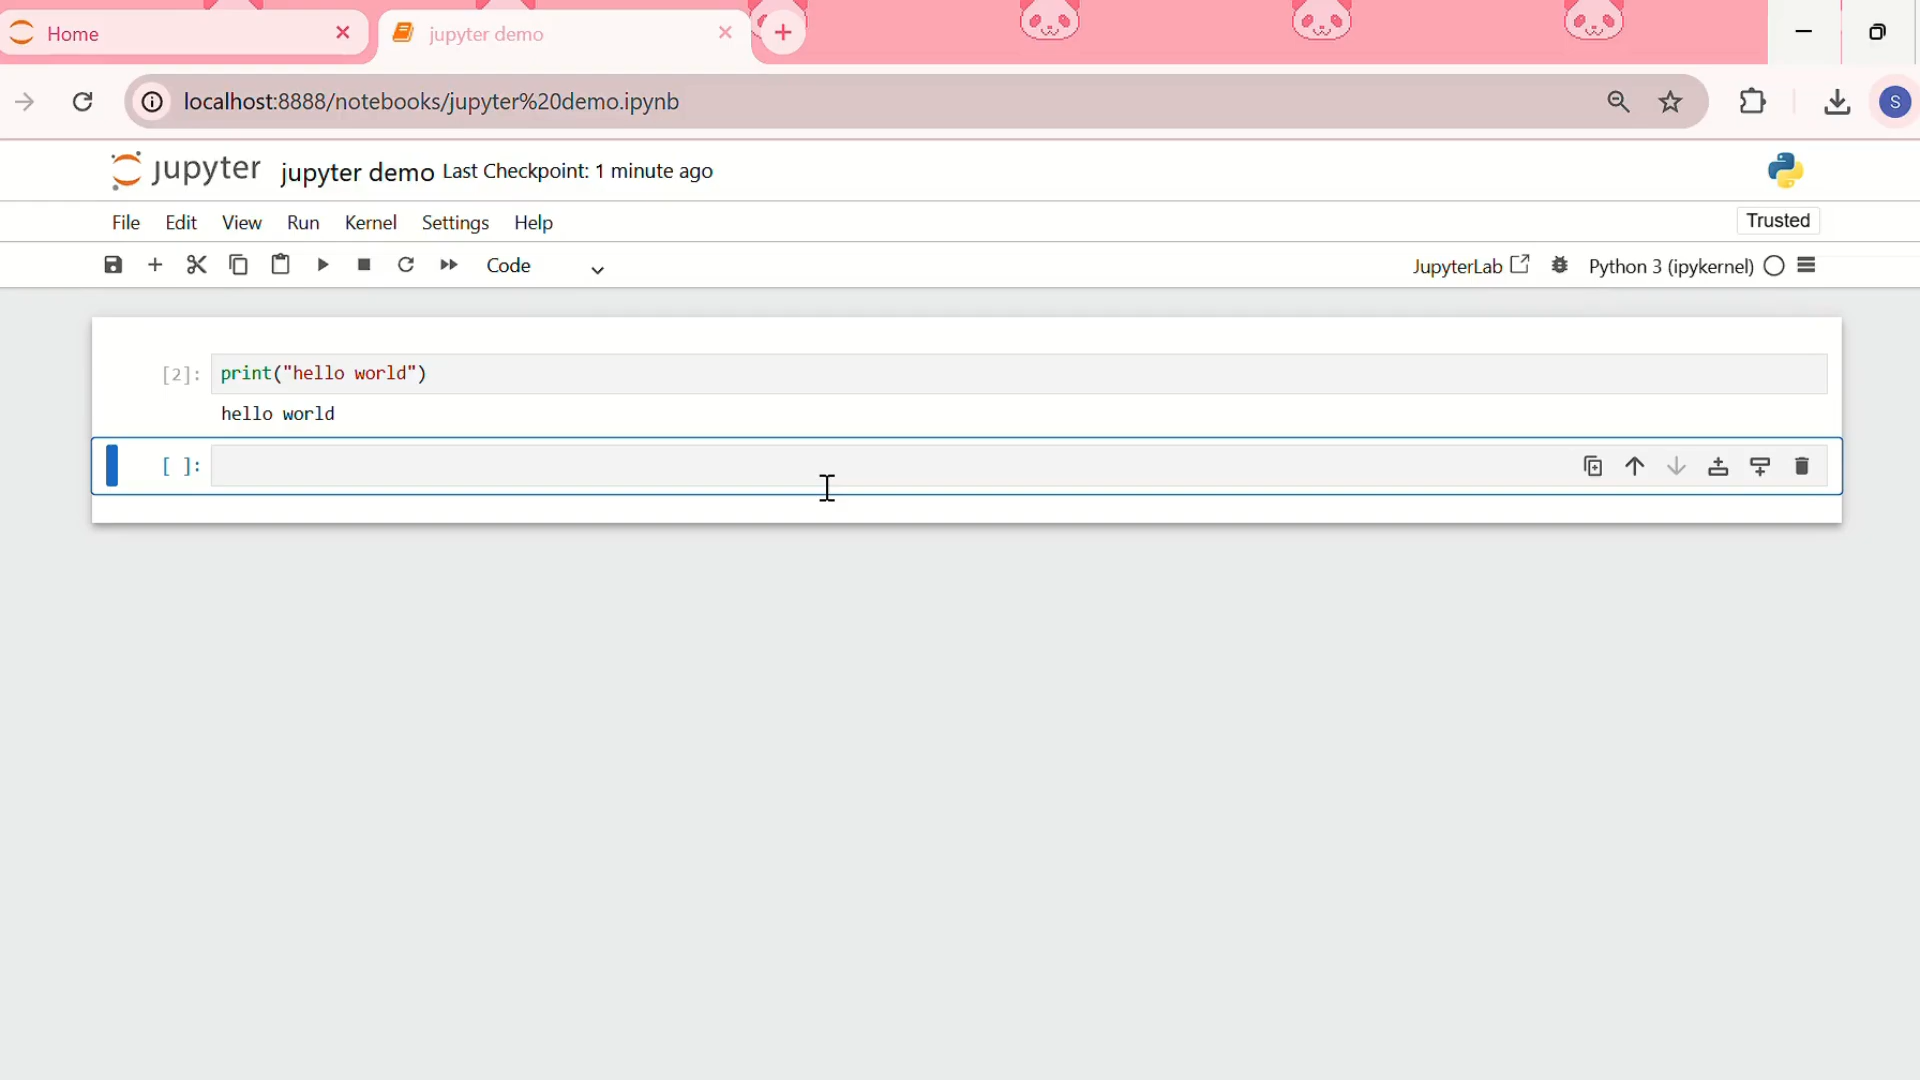 Home
jupyter demo
localhost:8888/notebooks/jupyter%20demo.ipynb
S
jupyter jupyter demo Last Checkpoint: 1 minute ago
File Edit View Run Kernel Settings Help
Trusted
Code
JupyterLab Python 3 (ipykernel)
[2]: print("hello world")
hello world
[ ]: